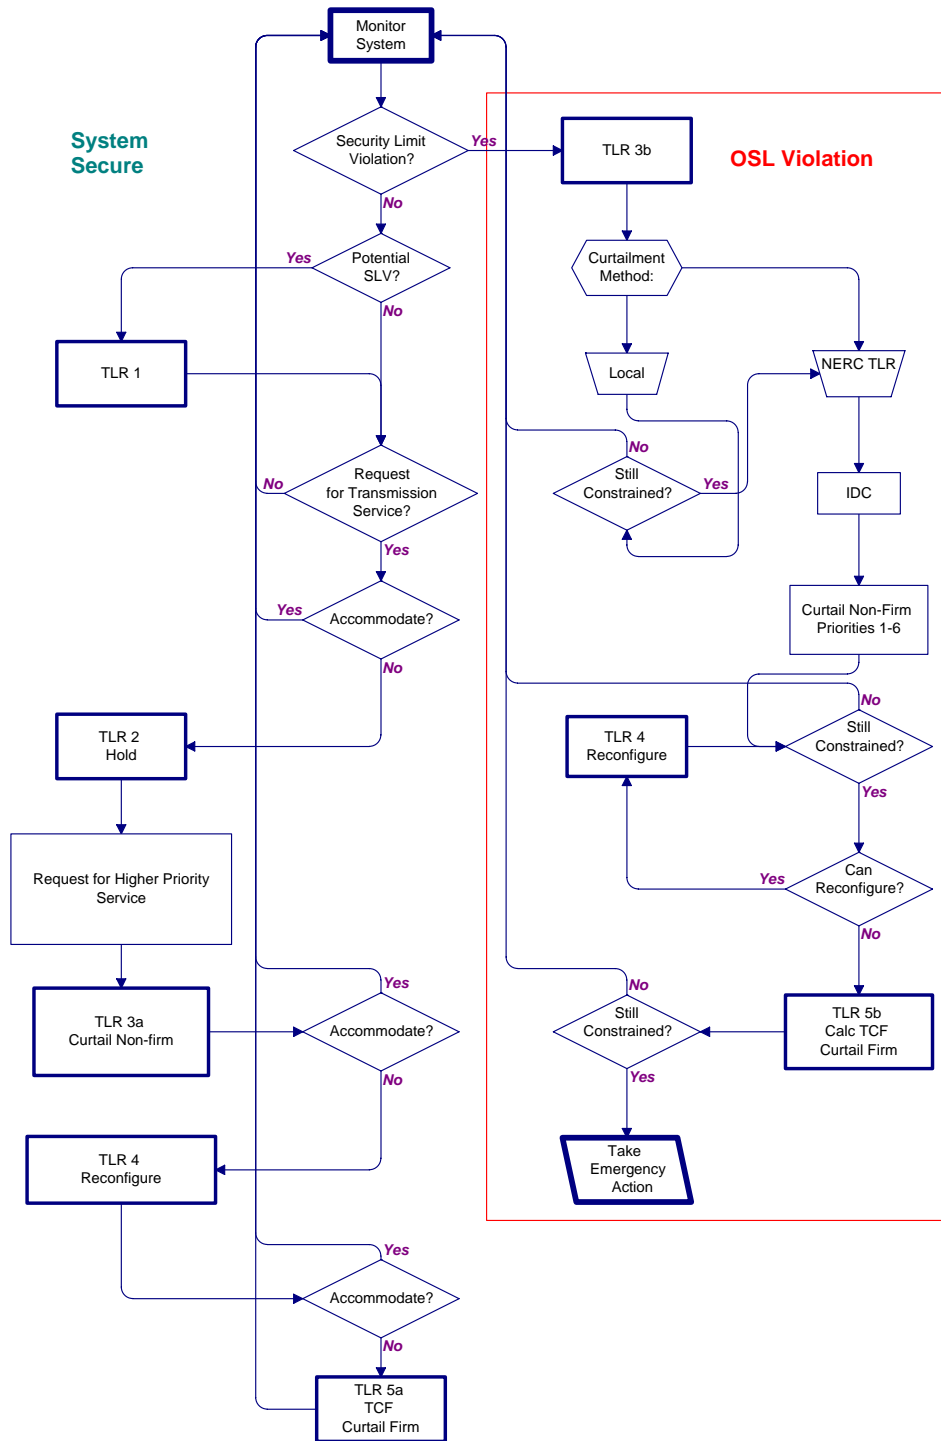 Monitor
System
System
Secure
Security Limit
Violation?
Yes
TLR 3b
OSL Violation
No
Yes
Potential
SLV?
No
Curtailment
Method:
TLR 1
Local
NERC TLR
No
Request
for Transmission
Service?
Yes
No
Still
Constrained?
Yes
IDC
Yes
Accommodate?
No
Curtail Non-Firm
Priorities 1-6
TLR 2
Hold
TLR 4
Reconfigure
No
Still
Constrained?
Yes
Request for Higher Priority
Service
Yes
Can
Reconfigure?
No
TLR 3a
Curtail Non-firm
Yes
Accommodate?
No
No
Still
Constrained?
Yes
TLR 5b
Calc TCF
Curtail Firm
TLR 4
Reconfigure
Take
Emergency
Action
Yes
Accommodate?
No
TLR 5a
TCF
Curtail Firm